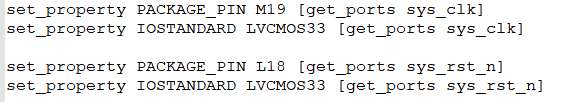 set_property PACKAGE_PIN M19 [get_ports sys_clk]
set_property IOSTANDARD LVCMOS33 [get_ports sys_clk]
set_property PACKAGE_PIN L18 [get_ports sys_rst_n]
set_property IOSTANDARD LVCMOS33 [get_ports sys_rst_n]